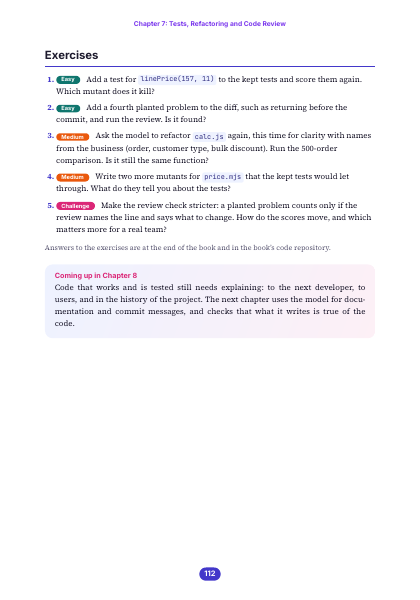 Chapter 7: Tests, Refactoring and Code Review
Exercises
1. Easy Add a test for linePrice(157, 11) to the kept tests and score them again.
Which mutant does it kill?
2. Easy Add a fourth planted problem to the diff, such as returning before the
commit, and run the review. Is it found?
3. Medium Ask the model to refactor calc.js again, this time for clarity with names
from the business (order, customer type, bulk discount). Run the 500-order
comparison. Is it still the same function?
4. Medium Write two more mutants for price.mjs that the kept tests would let
through. What do they tell you about the tests?
5. Challenge Make the review check stricter: a planted problem counts only if the
review names the line and says what to change. How do the scores move, and which
matters more for a real team?
Answers to the exercises are at the end of the book and in the book's code repository.
Coming up in Chapter 8
Code that works and is tested still needs explaining: to the next developer, to
users, and in the history of the project. The next chapter uses the model for docu-
mentation and commit messages, and checks that what it writes is true of the
code.
112